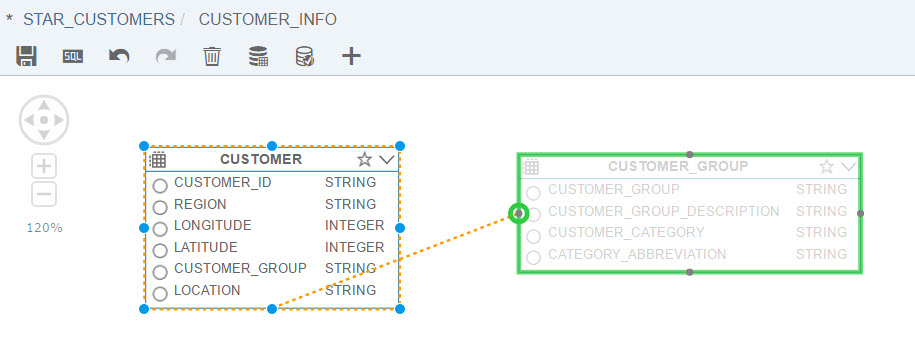 * STAR_CUSTOMERS / CUSTOMER_INFO
SQL
120%
CUSTOMER
CUSTOMER_ID STRING
REGION STRING
LONGITUDE INTEGER
LATITUDE INTEGER
CUSTOMER_GROUP STRING
LOCATION STRING
CUSTOMER_GROUP
CUSTOMER_GROUP STRING
CUSTOMER_GROUP_DESCRIPTION STRING
CUSTOMER_CATEGORY STRING
CATEGORY_ABBREVIATION STRING